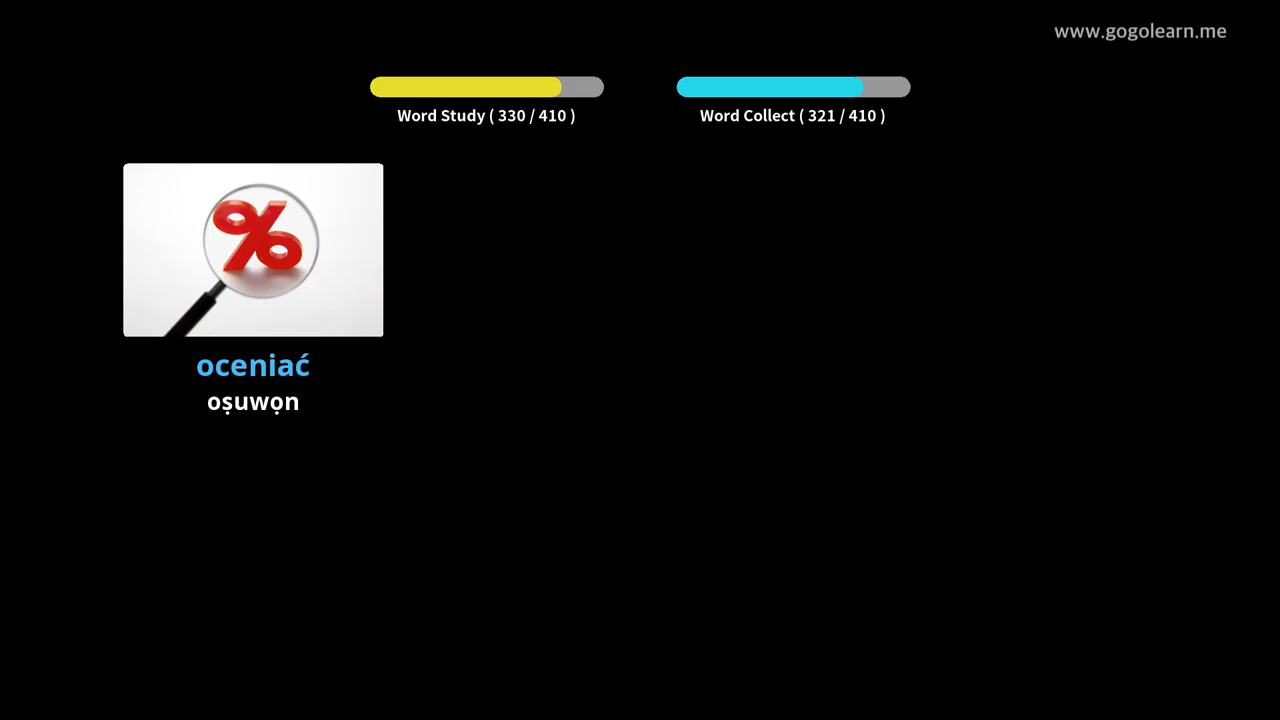 www.gogolearn.me
Word Study ( 330 / 410 )
Word Collect ( 321 / 410 )
%
oceniać
oṣuwọn